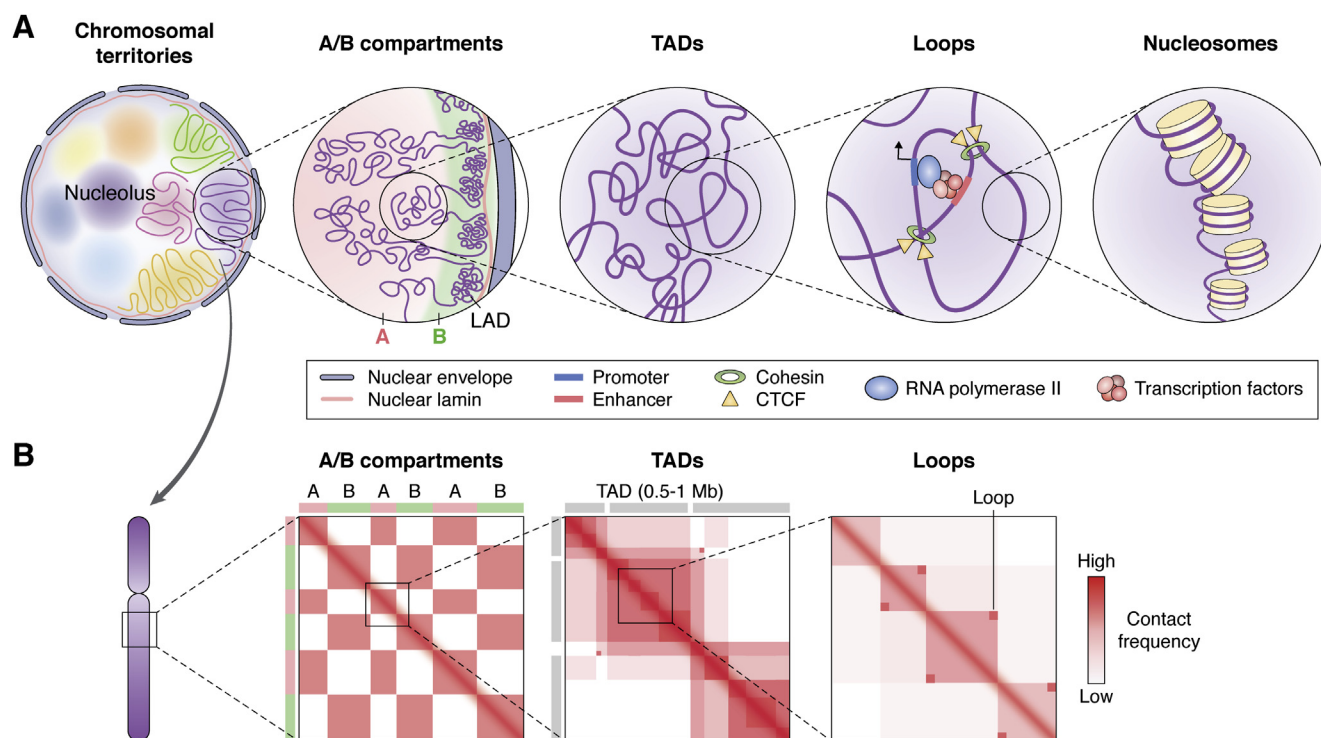 A
Chromosomal
territories
A/B compartments
TADs
Loops
Nucleosomes
Nucleolus
A
B
LAD
Nuclear envelope
Promoter
Cohesin
RNA polymerase II
Transcription factors
Nuclear lamin
Enhancer
CTCF
B
A/B compartments
TADs
Loops
A B A B A B
TAD (0.5-1 Mb)
Loop
High
Contact
frequency
Low